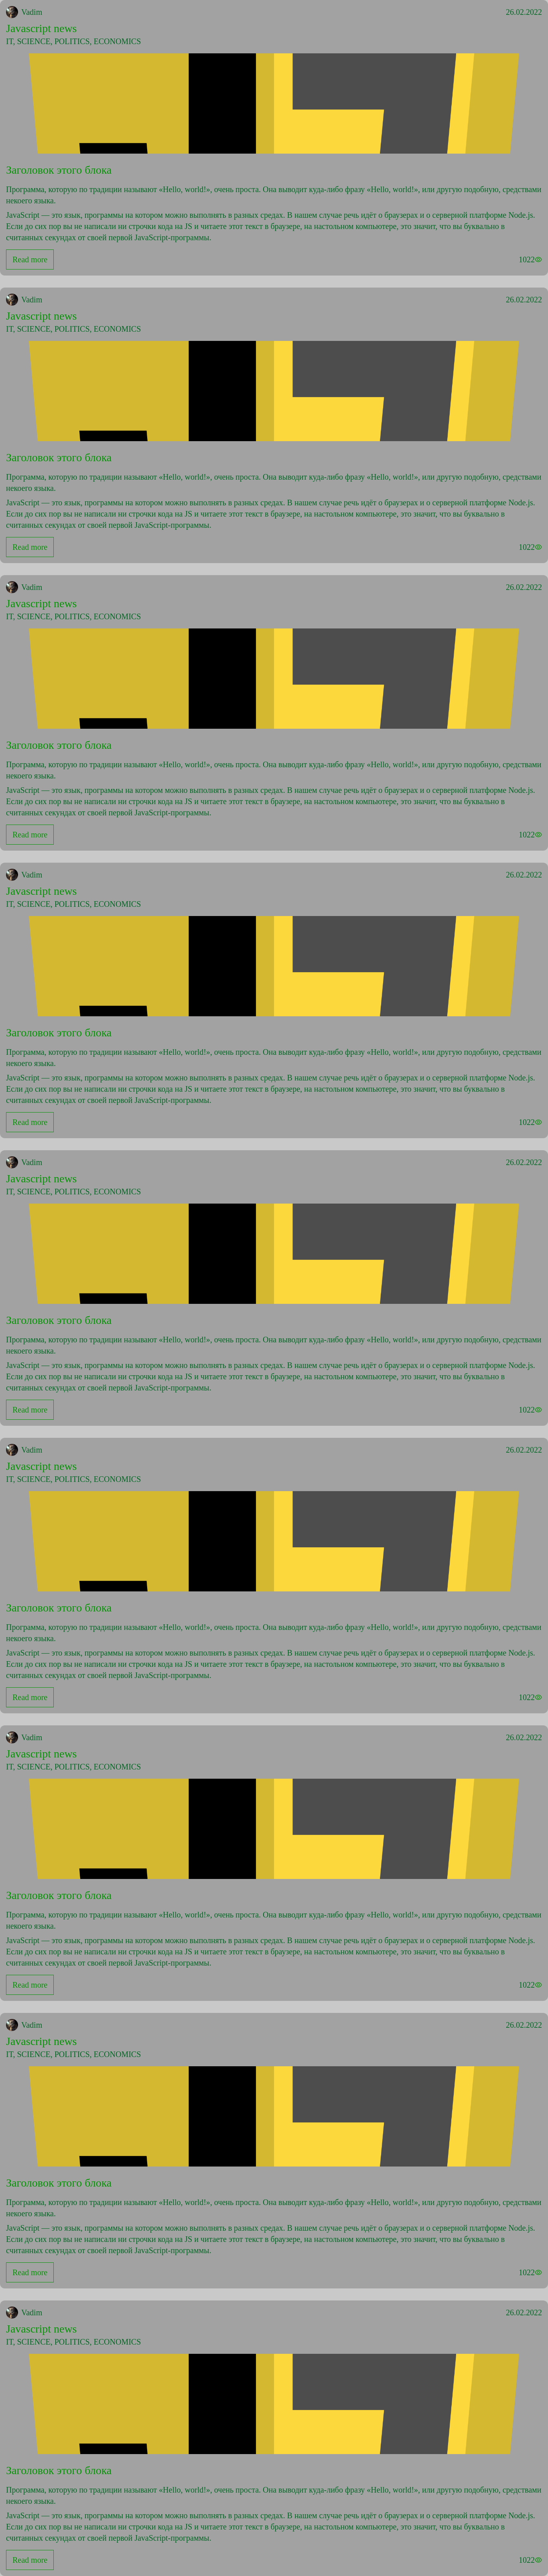 Vadim 26.02.2022
Javascript news
IT, SCIENCE, POLITICS, ECONOMICS
Заголовок этого блока
Программа, которую по традиции называют «Hello, world!», очень проста. Она выводит куда-либо фразу «Hello, world!», или другую подобную, средствами
некоего языка.
JavaScript — это язык, программы на котором можно выполнять в разных средах. В нашем случае речь идёт о браузерах и о серверной платформе Node.js.
Если до сих пор вы не написали ни строчки кода на JS и читаете этот текст в браузере, на настольном компьютере, это значит, что вы буквально в
считанных секундах от своей первой JavaScript-программы.
Read more 1022
Vadim 26.02.2022
Javascript news
IT, SCIENCE, POLITICS, ECONOMICS
Заголовок этого блока
Программа, которую по традиции называют «Hello, world!», очень проста. Она выводит куда-либо фразу «Hello, world!», или другую подобную, средствами
некоего языка.
JavaScript — это язык, программы на котором можно выполнять в разных средах. В нашем случае речь идёт о браузерах и о серверной платформе Node.js.
Если до сих пор вы не написали ни строчки кода на JS и читаете этот текст в браузере, на настольном компьютере, это значит, что вы буквально в
считанных секундах от своей первой JavaScript-программы.
Read more 1022
Vadim 26.02.2022
Javascript news
IT, SCIENCE, POLITICS, ECONOMICS
Заголовок этого блока
Программа, которую по традиции называют «Hello, world!», очень проста. Она выводит куда-либо фразу «Hello, world!», или другую подобную, средствами
некоего языка.
JavaScript — это язык, программы на котором можно выполнять в разных средах. В нашем случае речь идёт о браузерах и о серверной платформе Node.js.
Если до сих пор вы не написали ни строчки кода на JS и читаете этот текст в браузере, на настольном компьютере, это значит, что вы буквально в
считанных секундах от своей первой JavaScript-программы.
Read more 1022
Vadim 26.02.2022
Javascript news
IT, SCIENCE, POLITICS, ECONOMICS
Заголовок этого блока
Программа, которую по традиции называют «Hello, world!», очень проста. Она выводит куда-либо фразу «Hello, world!», или другую подобную, средствами
некоего языка.
JavaScript — это язык, программы на котором можно выполнять в разных средах. В нашем случае речь идёт о браузерах и о серверной платформе Node.js.
Если до сих пор вы не написали ни строчки кода на JS и читаете этот текст в браузере, на настольном компьютере, это значит, что вы буквально в
считанных секундах от своей первой JavaScript-программы.
Read more 1022
Vadim 26.02.2022
Javascript news
IT, SCIENCE, POLITICS, ECONOMICS
Заголовок этого блока
Программа, которую по традиции называют «Hello, world!», очень проста. Она выводит куда-либо фразу «Hello, world!», или другую подобную, средствами
некоего языка.
JavaScript — это язык, программы на котором можно выполнять в разных средах. В нашем случае речь идёт о браузерах и о серверной платформе Node.js.
Если до сих пор вы не написали ни строчки кода на JS и читаете этот текст в браузере, на настольном компьютере, это значит, что вы буквально в
считанных секундах от своей первой JavaScript-программы.
Read more 1022
Vadim 26.02.2022
Javascript news
IT, SCIENCE, POLITICS, ECONOMICS
Заголовок этого блока
Программа, которую по традиции называют «Hello, world!», очень проста. Она выводит куда-либо фразу «Hello, world!», или другую подобную, средствами
некоего языка.
JavaScript — это язык, программы на котором можно выполнять в разных средах. В нашем случае речь идёт о браузерах и о серверной платформе Node.js.
Если до сих пор вы не написали ни строчки кода на JS и читаете этот текст в браузере, на настольном компьютере, это значит, что вы буквально в
считанных секундах от своей первой JavaScript-программы.
Read more 1022
Vadim 26.02.2022
Javascript news
IT, SCIENCE, POLITICS, ECONOMICS
Заголовок этого блока
Программа, которую по традиции называют «Hello, world!», очень проста. Она выводит куда-либо фразу «Hello, world!», или другую подобную, средствами
некоего языка.
JavaScript — это язык, программы на котором можно выполнять в разных средах. В нашем случае речь идёт о браузерах и о серверной платформе Node.js.
Если до сих пор вы не написали ни строчки кода на JS и читаете этот текст в браузере, на настольном компьютере, это значит, что вы буквально в
считанных секундах от своей первой JavaScript-программы.
Read more 1022
Vadim 26.02.2022
Javascript news
IT, SCIENCE, POLITICS, ECONOMICS
Заголовок этого блока
Программа, которую по традиции называют «Hello, world!», очень проста. Она выводит куда-либо фразу «Hello, world!», или другую подобную, средствами
некоего языка.
JavaScript — это язык, программы на котором можно выполнять в разных средах. В нашем случае речь идёт о браузерах и о серверной платформе Node.js.
Если до сих пор вы не написали ни строчки кода на JS и читаете этот текст в браузере, на настольном компьютере, это значит, что вы буквально в
считанных секундах от своей первой JavaScript-программы.
Read more 1022
Vadim 26.02.2022
Javascript news
IT, SCIENCE, POLITICS, ECONOMICS
Заголовок этого блока
Программа, которую по традиции называют «Hello, world!», очень проста. Она выводит куда-либо фразу «Hello, world!», или другую подобную, средствами
некоего языка.
JavaScript — это язык, программы на котором можно выполнять в разных средах. В нашем случае речь идёт о браузерах и о серверной платформе Node.js.
Если до сих пор вы не написали ни строчки кода на JS и читаете этот текст в браузере, на настольном компьютере, это значит, что вы буквально в
считанных секундах от своей первой JavaScript-программы.
Read more 1022